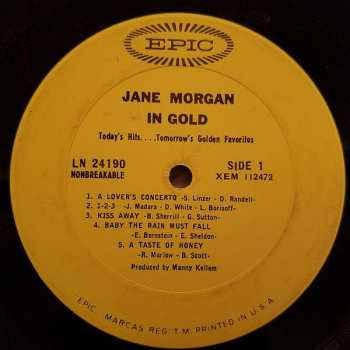 EPIC
JANE MORGAN
IN GOLD
Today's Hits....Tomorrow's Golden Favorites
LN 24190
NONBREAKABLE
SIDE 1
XEM 112472
1. A LOVER'S CONCERTO -S. Linzer - D. Randell-
2. 1-2-3 -J. Madara - D. White - L. Borisoff-
3. KISS AWAY -B. Sherrill - G. Sutton-
4. BABY THE RAIN MUST FALL
-E. Bernstein - E. Sheldon-
5. A TASTE OF HONEY
-R. Marlow - B. Scott-
Produced by Manny Kellem
EPIC, MARCAS REG. T.M. PRINTED IN U.S.A.